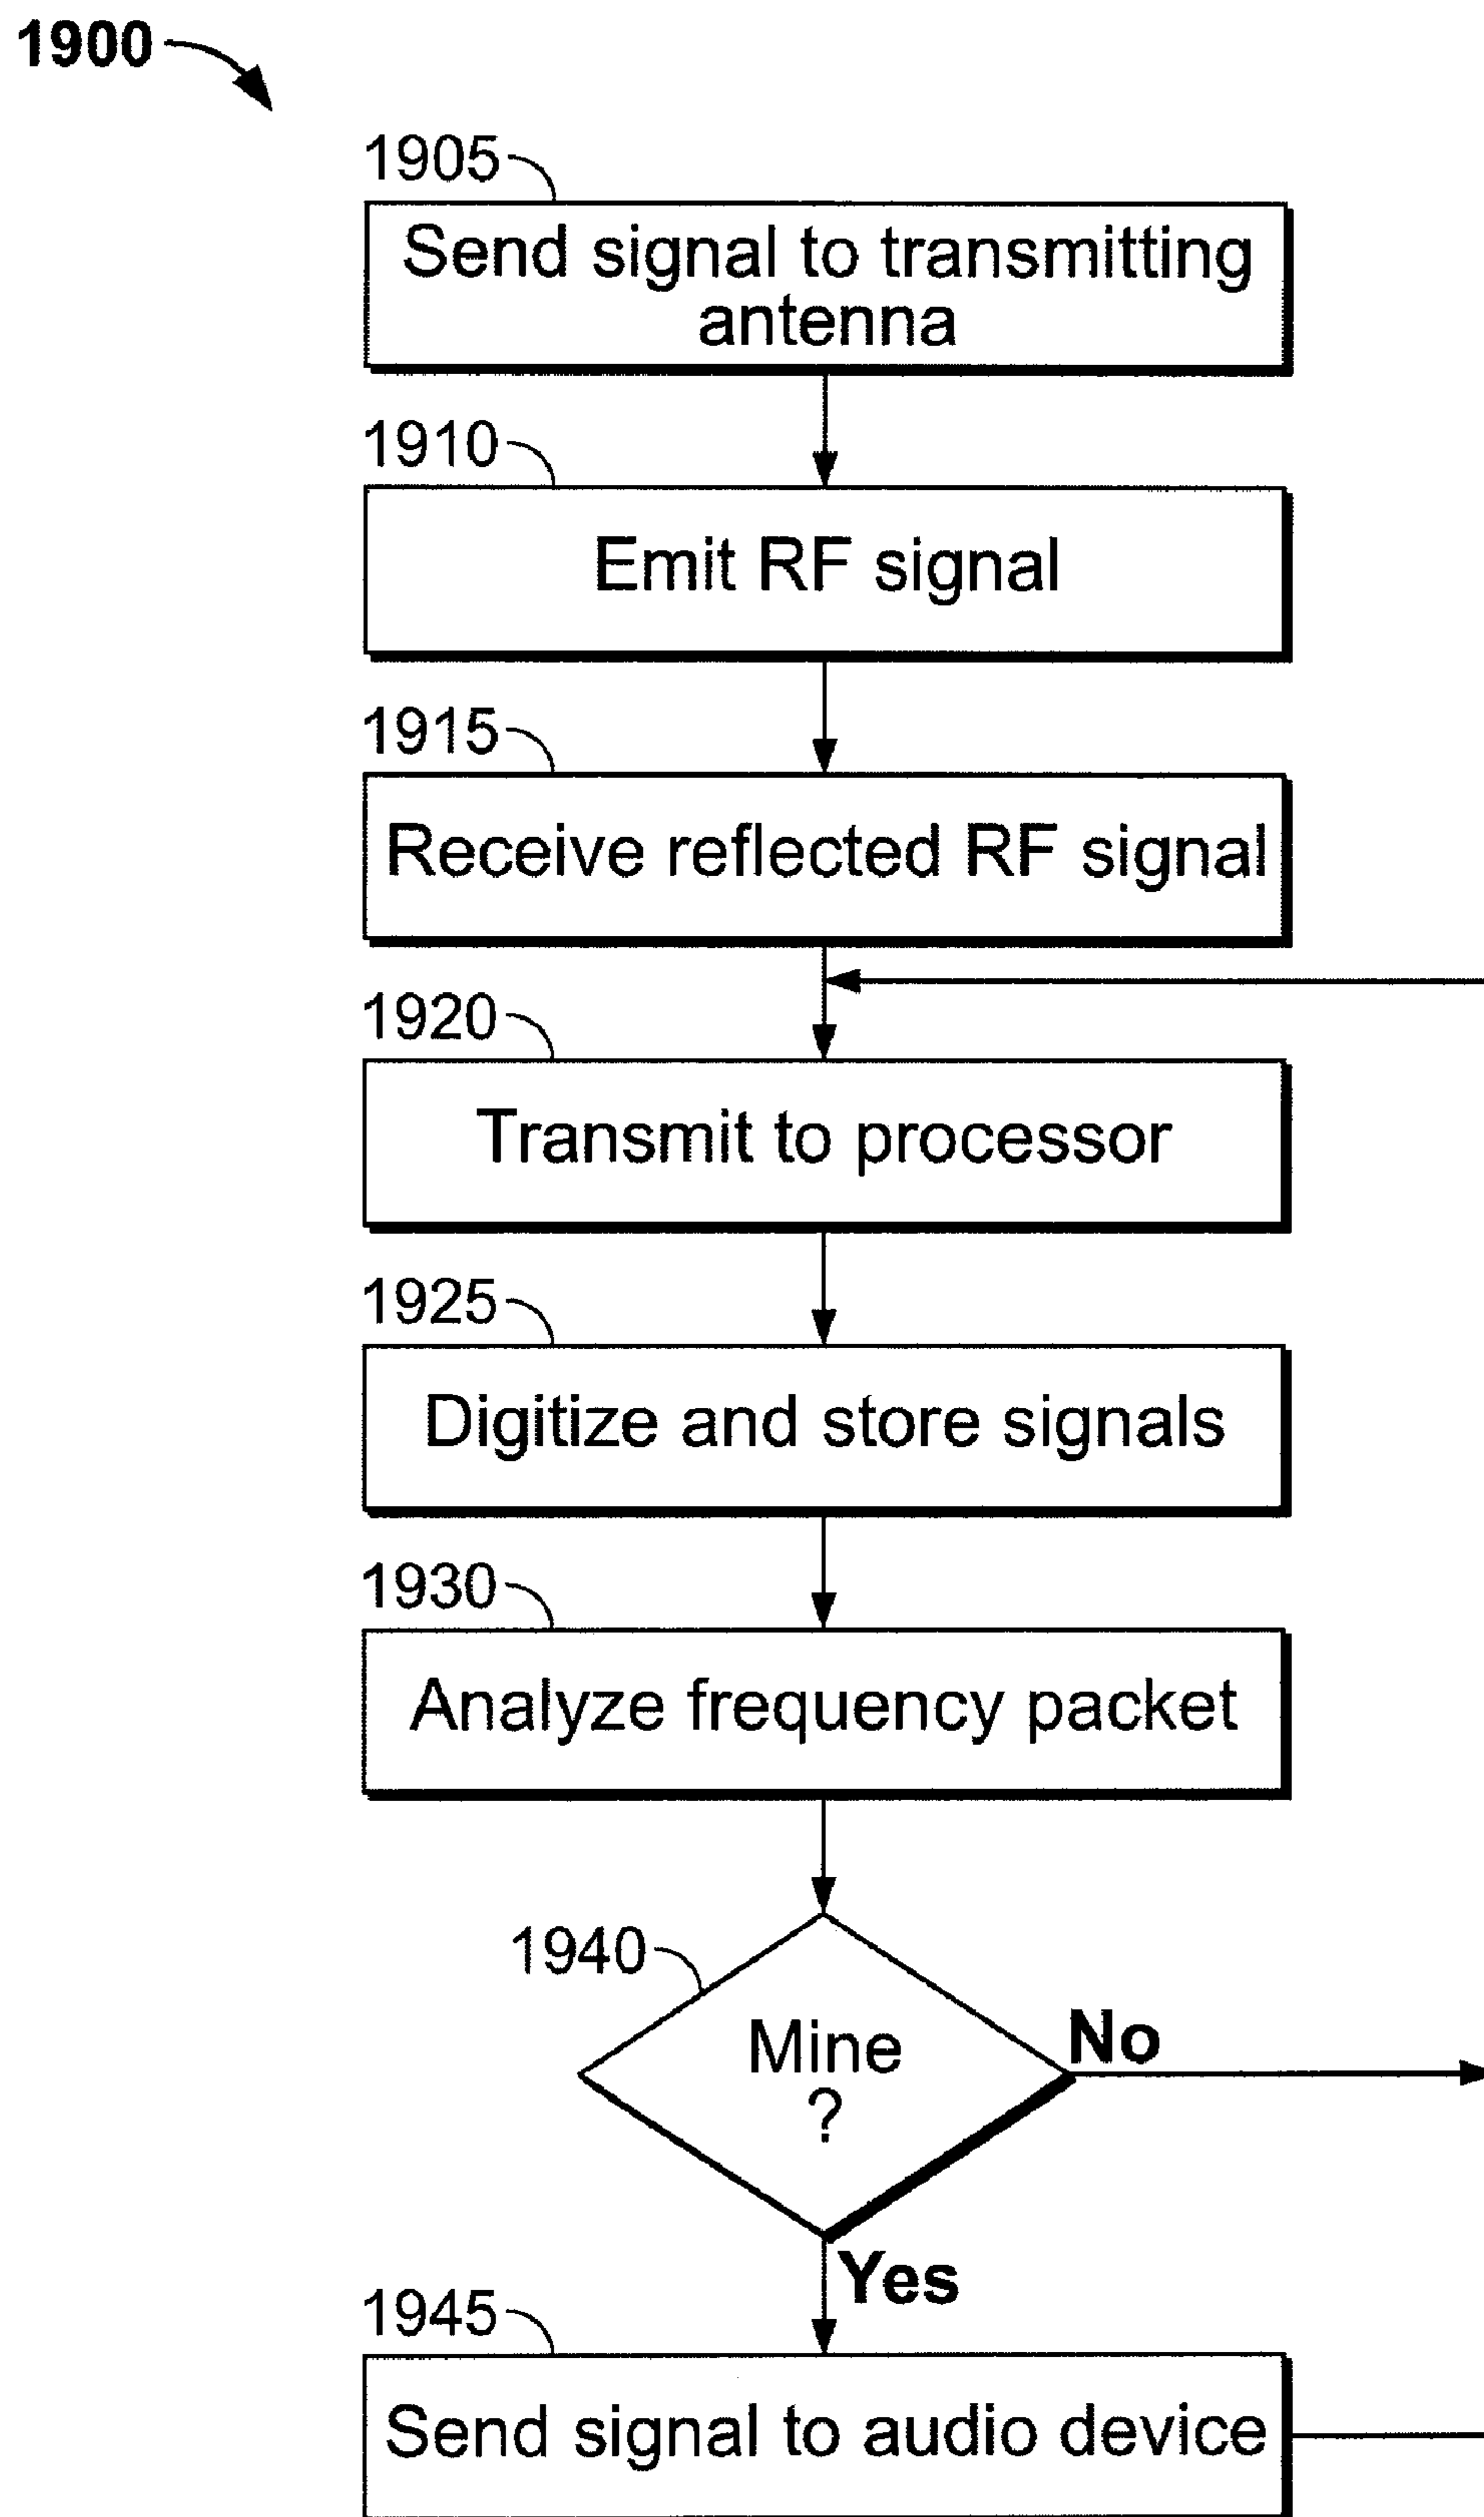 1900
1905
Send signal to transmitting
antenna
1910
Emit RF signal
1915
Receive reflected RF signal
1920
Transmit to processor
1925
Digitize and store signals
1930
Analyze frequency packet
1940
Mine
?
No
Yes
1945
Send signal to audio device